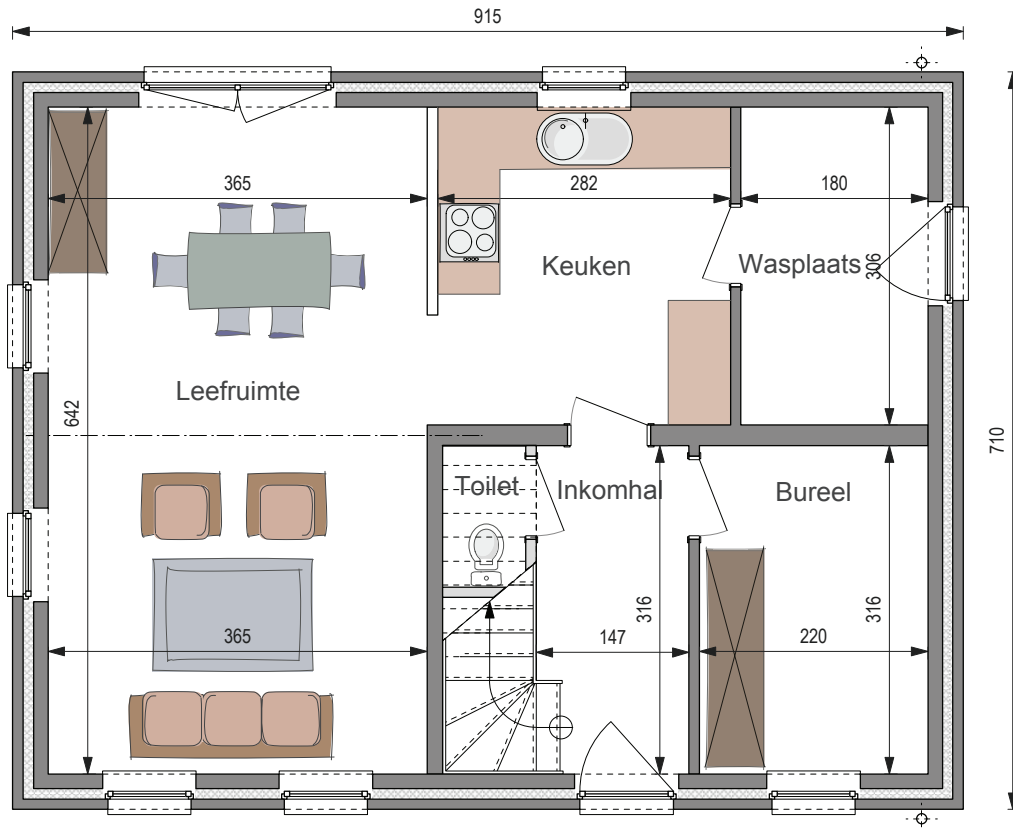 915
365
282
180
Keuken
Wasplaats
306
Leefruimte
642
710
Toilet
Inkomhal
Bureel
316
316
365
147
220